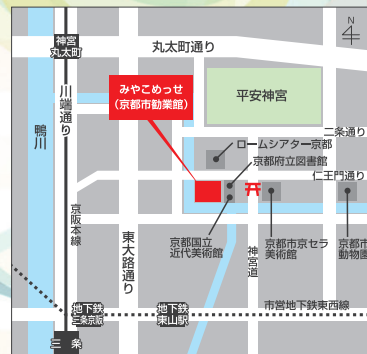 N
4
神宮
丸太町
丸太町通り
みやこめっせ
（京都市勧業館）
平安神宮
川端通り
鴨川
二条通り
ロームシアター京都
京都府立図書館
仁王門通り
京阪本線
東大路通り
京都国立
近代美術館
神宮道
京都市京セラ
美術館
京都市
動物園
市営地下鉄東西線
地下鉄
三条京阪
地下鉄
東山駅
三条